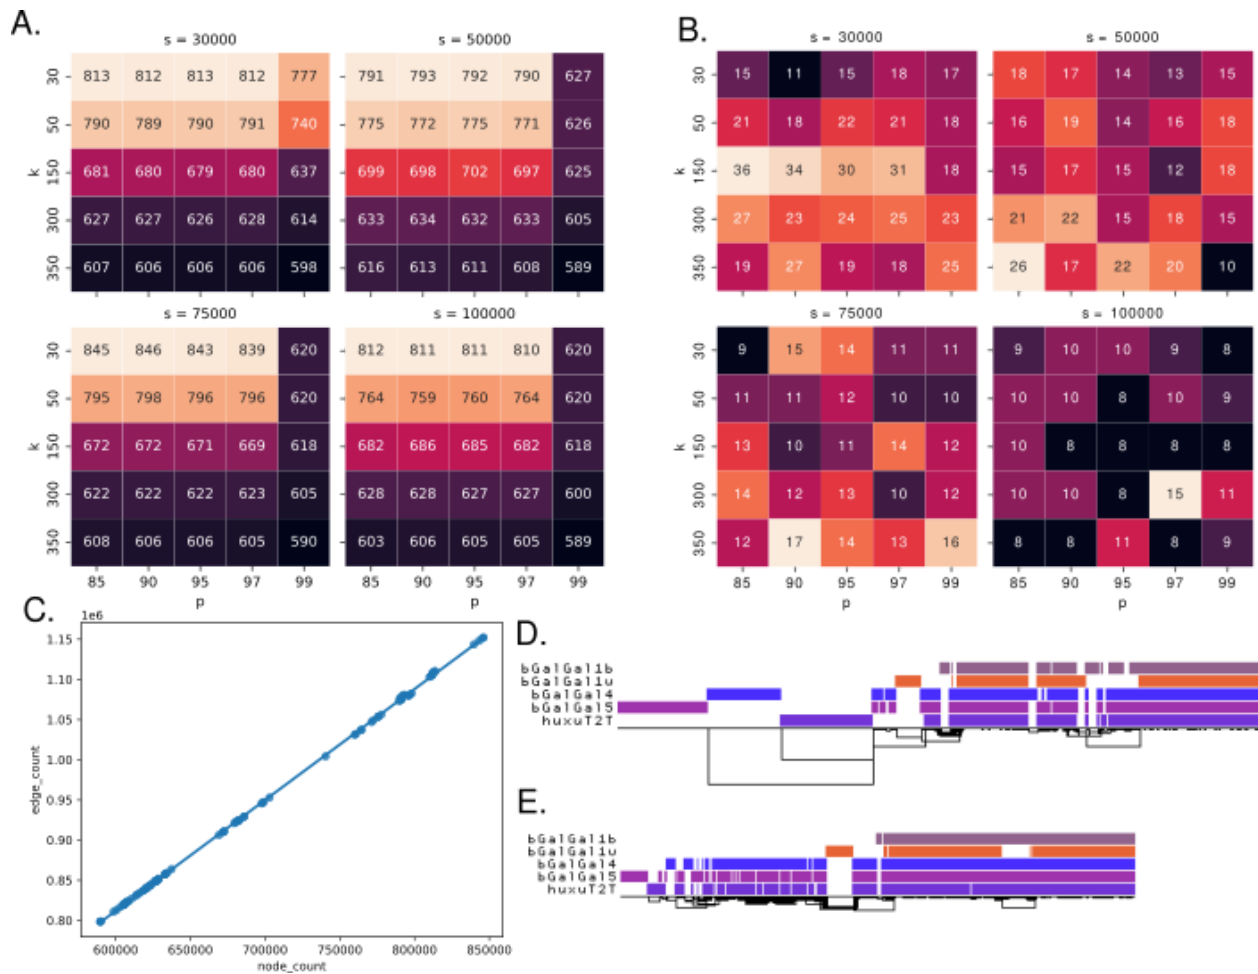 A.
s = 30000
s = 50000
30 813 812 813 812 777 791 793 792 790 627
50 790 789 790 791 740 775 772 775 771 626
k
150 681 680 679 680 637 699 698 702 697 625
300 627 627 626 628 614 633 634 632 633 605
350 607 606 606 606 598 616 613 611 608 589
s = 75000
s = 100000
30 845 846 843 839 620 812 811 811 810 620
50 795 798 796 796 620 764 759 760 764 620
k
150 672 672 671 669 618 682 686 685 682 618
300 622 622 622 623 605 628 628 627 627 600
350 608 606 606 605 590 603 606 605 605 589
85 90 95 97 99 85 90 95 97 99
p
B.
s = 30000
s = 50000
30 15 11 15 18 17 18 17 14 13 15
50 21 18 22 21 18 16 19 14 16 18
k
150 36 34 30 31 18 15 17 15 12 18
300 27 23 24 25 23 21 22 15 18 15
350 19 27 19 18 25 26 17 22 20 10
s = 75000
s = 100000
30 9 15 14 11 11 9 10 10 9 8
50 11 11 12 10 10 10 10 8 10 9
k
150 13 10 11 14 12 10 8 8 8 8
300 14 12 13 10 12 10 10 8 15 11
350 12 17 14 13 16 8 8 11 8 9
85 90 95 97 99 85 90 95 97 99
p
C.
1e6
1.15
1.10
1.05
1.00
0.95
0.90
0.85
0.80
edge_count
600000 650000 700000 750000 800000 850000
node_count
D.
bGalGal1b
bGalGal1w
bGalGal4
bGalGal5
huxuT2T
E.
bGalGal1b
bGalGal1w
bGalGal4
bGalGal5
huxuT2T